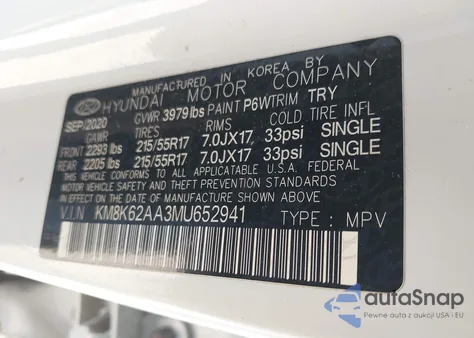 MANUFACTURED IN KOREA BY
HYUNDAI MOTOR COMPANY
SEP/2020 GVWR 3979lbs PAINT P6W TRIM TRY
GAWR TIRES RIMS COLD TIRE INFL
FRONT 2293 lbs 215/55R17 7.0JX17 33psi SINGLE
REAR 2205 lbs 215/55R17 7.0JX17 33psi SINGLE
THIS VEHICLE CONFORMS TO ALL APPLICABLE U.S.A. FEDERAL
MOTOR VEHICLE SAFETY, BUMPER, AND THEFT PREVENTION STANDARDS
IN EFFECT ON THE DATE OF MANUFACTURE SHOWN ABOVE.
V.I.N KM8K62AA3MU652941 TYPE : MPV
autaSnap
Pewne auta z aukcji USA i EU